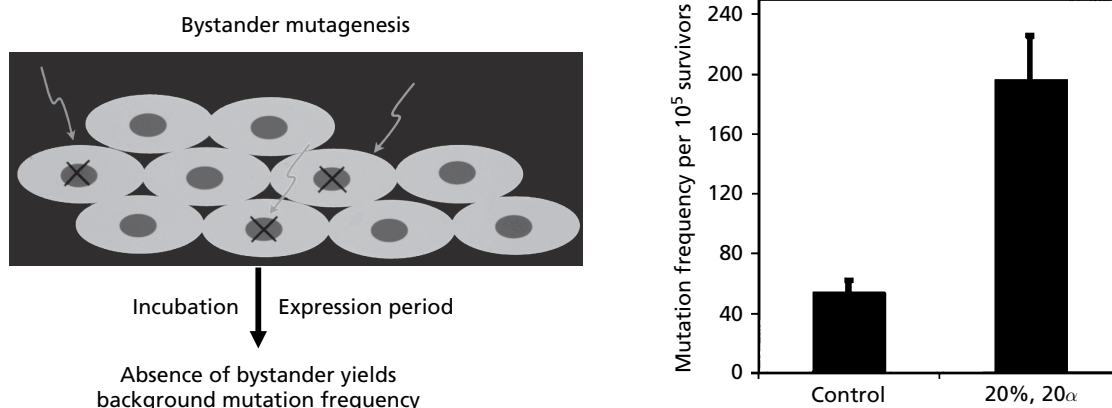 Bystander mutagenesis
Incubation
Expression period
Absence of bystander yields
background mutation frequency
Mutation frequency per 10⁵ survivors
240
200
160
120
80
40
0
Control
20%, 20α